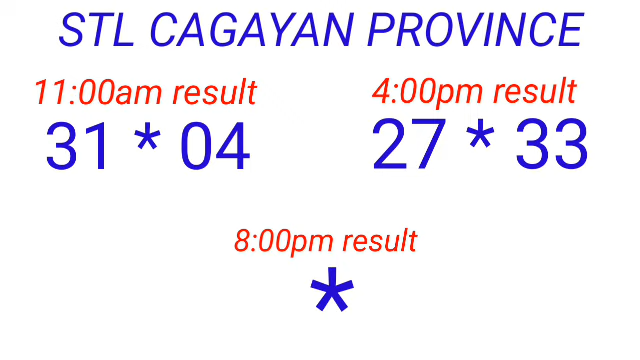 STL CAGAYAN PROVINCE
11:00am result
31 * 04
4:00pm result
27 * 33
8:00pm result
*